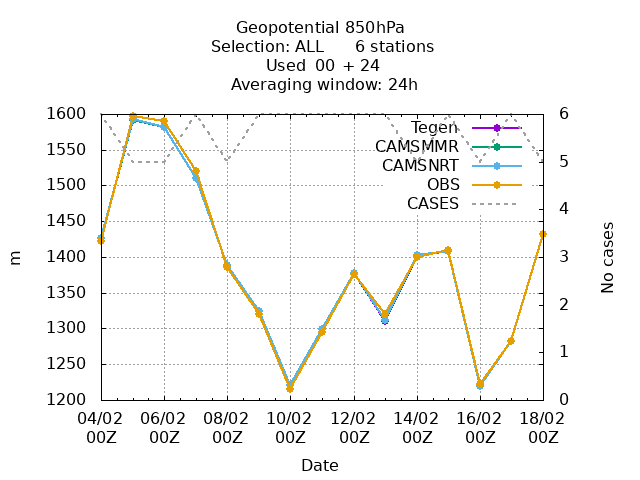 Geopotential 850hPa
Selection: ALL 6 stations
Used 00 + 24
Averaging window: 24h
1600
1550
1500
1450
1400
1350
1300
1250
1200
m
6
5
4
3
2
1
0
No cases
Tegen
CAMSMMR
CAMSNRT
OBS
CASES
04/02 06/02 08/02 10/02 12/02 14/02 16/02 18/02
00Z 00Z 00Z 00Z 00Z 00Z 00Z 00Z
Date